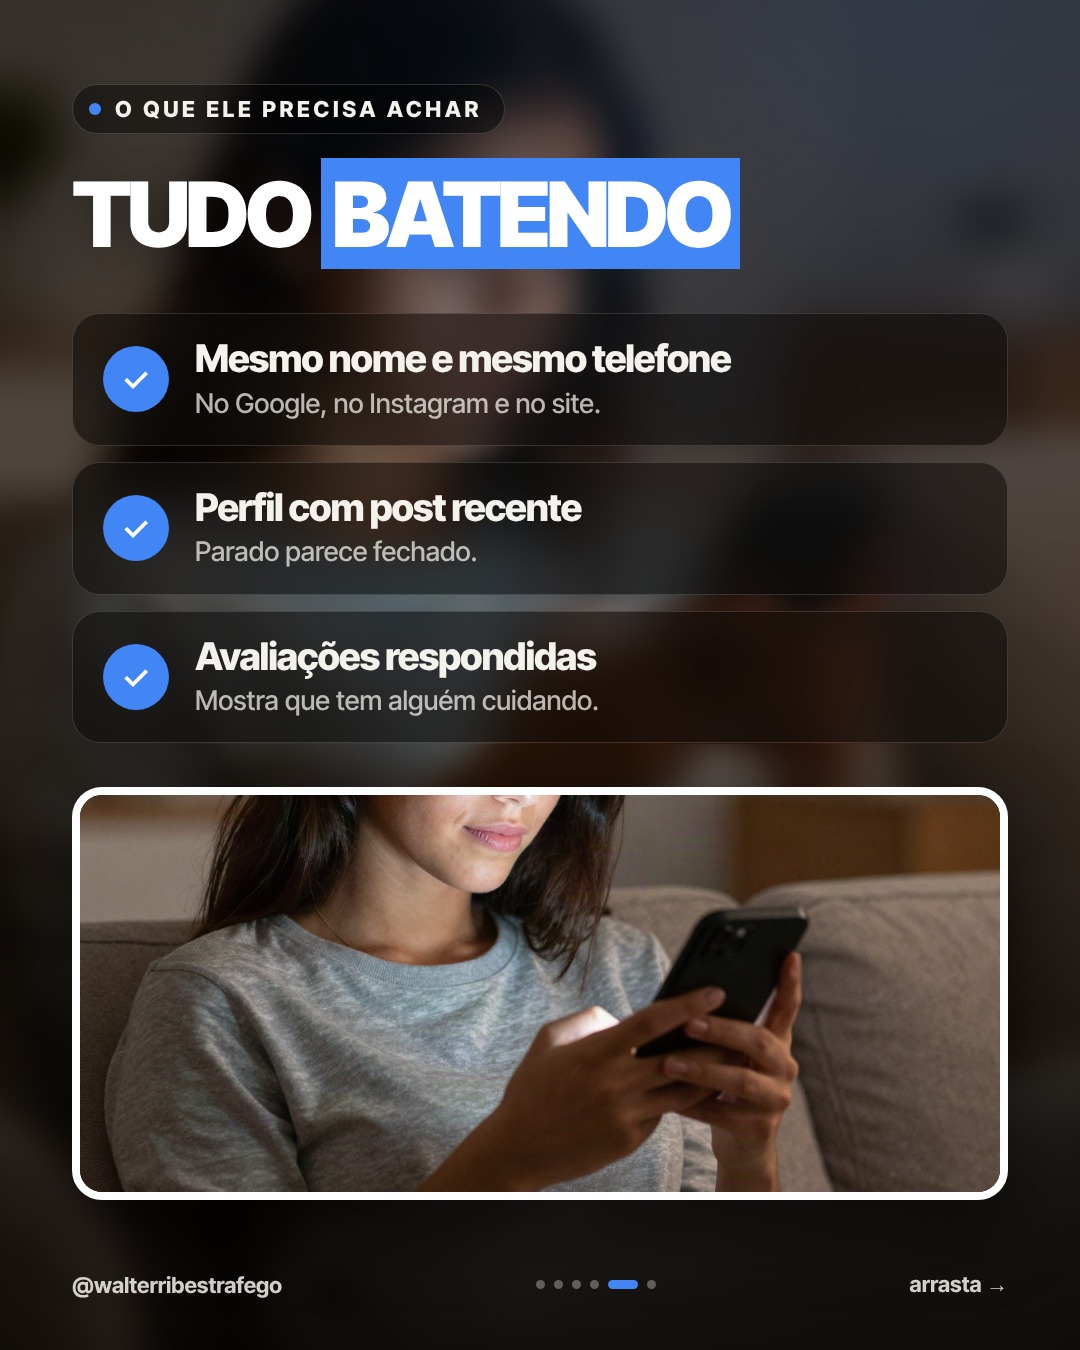 O QUE ELE PRECISA ACHAR
TUDO BATENDO
Mesmo nome e mesmo telefone
No Google, no Instagram e no site.
Perfil com post recente
Parado parece fechado.
Avaliações respondidas
Mostra que tem alguém cuidando.
@walterribestrafego
arrasta →